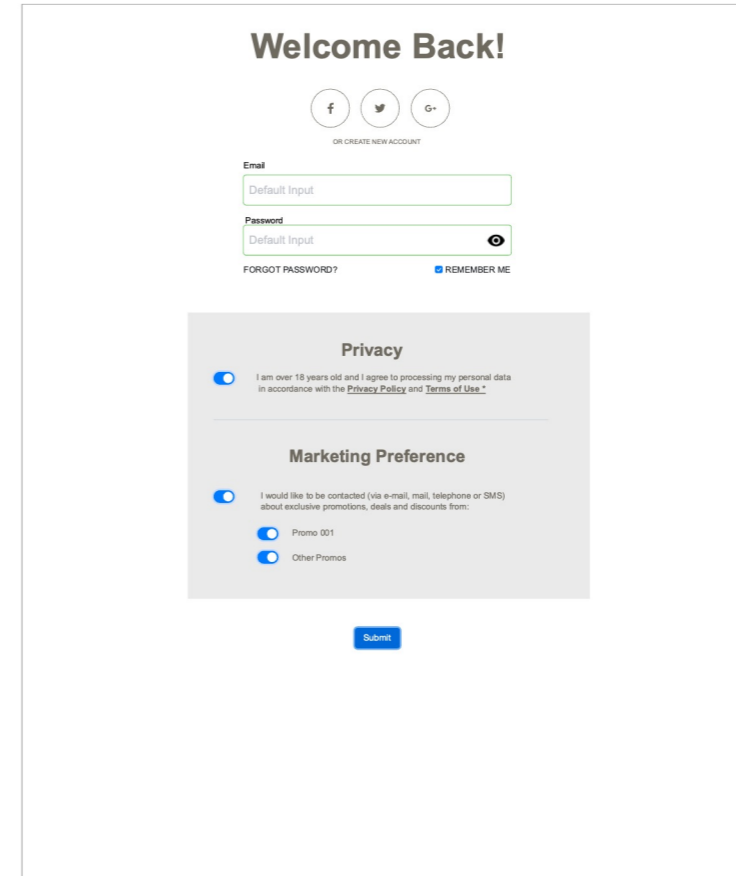 Welcome Back!
f
G+
OR CREATE NEW ACCOUNT
Email
Default Input
Password
Default Input
FORGOT PASSWORD?
REMEMBER ME
Privacy
I am over 18 years old and I agree to processing my personal data
in accordance with the Privacy Policy and Terms of Use *
Marketing Preference
I would like to be contacted (via e-mail, mail, telephone or SMS)
about exclusive promotions, deals and discounts from:
Promo 001
Other Promos
Submit